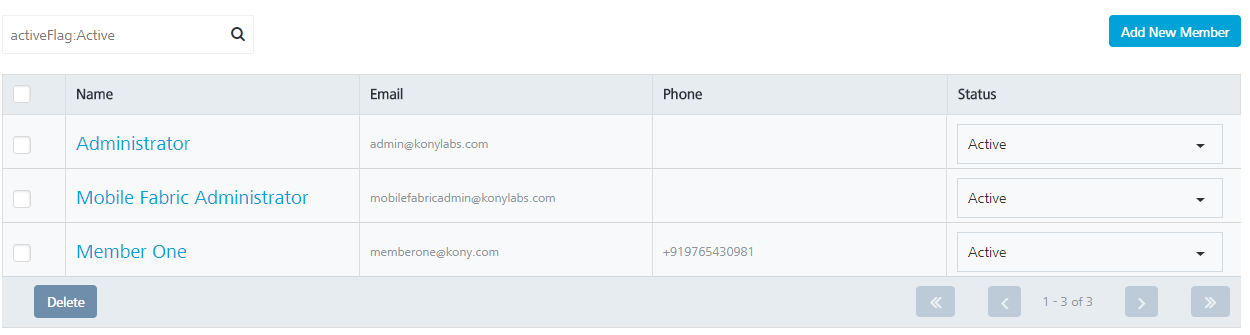 activeFlag:Active
Add New Member
Name Email Phone Status
Administrator admin@konylabs.com Active
Mobile Fabric Administrator mobilefabricadmin@konylabs.com Active
Member One memberone@kony.com +919765430981 Active
Delete 1 - 3 of 3